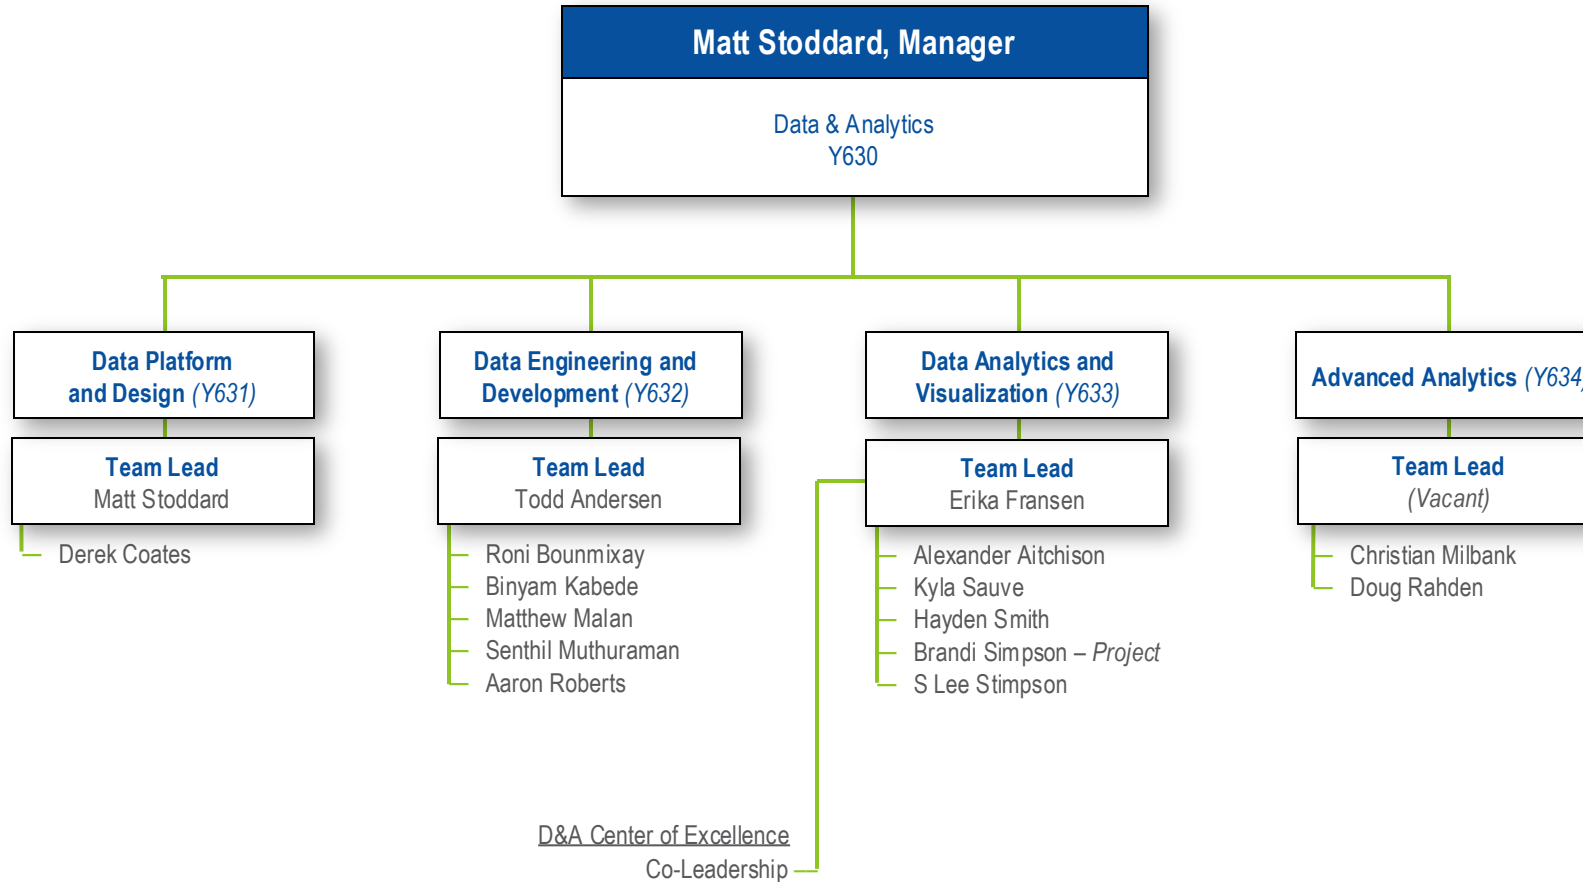 Matt Stoddard, Manager
Data & Analytics
Y630
Data Platform
and Design (Y631)
Team Lead
Matt Stoddard
Derek Coates
Data Engineering and
Development (Y632)
Team Lead
Todd Andersen
Roni Bounmixay
Binyam Kabede
Matthew Malan
Senthil Muthuraman
Aaron Roberts
Data Analytics and
Visualization (Y633)
Team Lead
Erika Fransen
Alexander Aitchison
Kyla Sauve
Hayden Smith
Brandi Simpson – Project
S Lee Stimpson
D&A Center of Excellence
Co-Leadership
Advanced Analytics (Y634)
Team Lead
(Vacant)
Christian Milbank
Doug Rahden